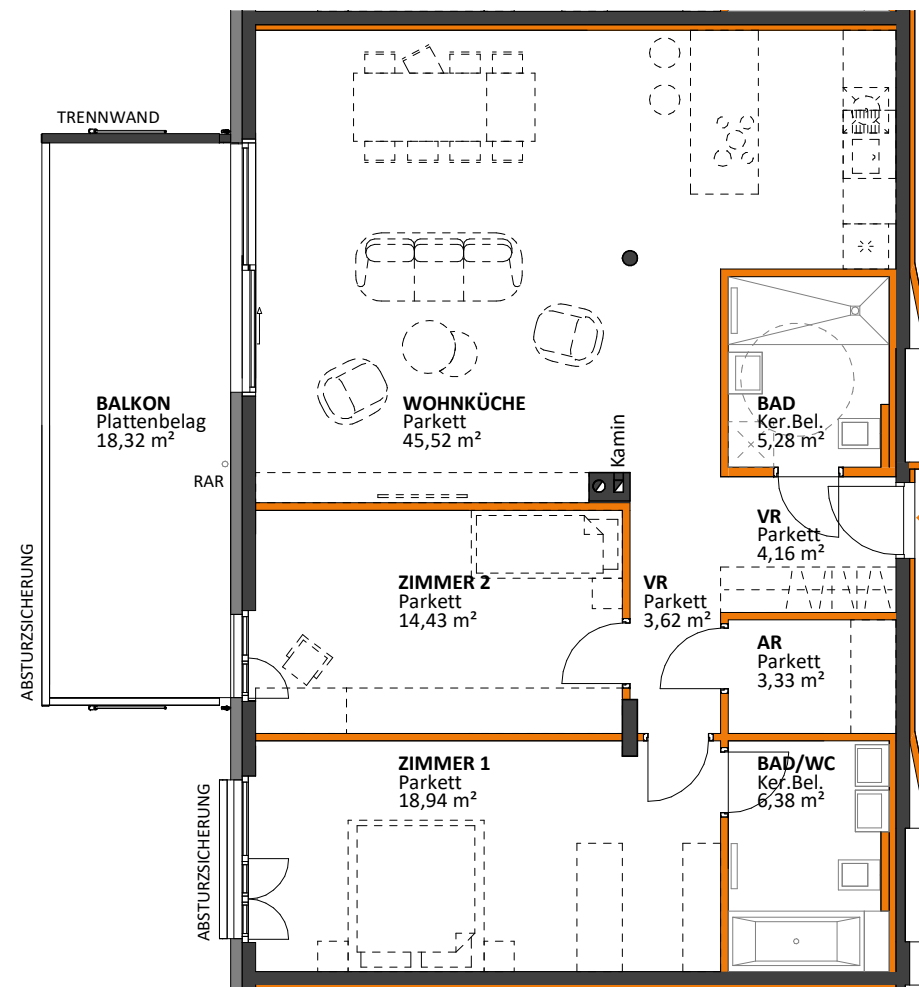 TRENNWAND
BALKON
Plattenbelag
18,32 m²
RAR
ABSTURZSICHERUNG
WOHNKÜCHE
Parkett
45,52 m²
Kamin
BAD
Ker.Bel.
5,28 m²
VR
Parkett
4,16 m²
ZIMMER 2
Parkett
14,43 m²
VR
Parkett
3,62 m²
AR
Parkett
3,33 m²
ZIMMER 1
Parkett
18,94 m²
BAD/WC
Ker.Bel.
6,38 m²
ABSTURZSICHERUNG